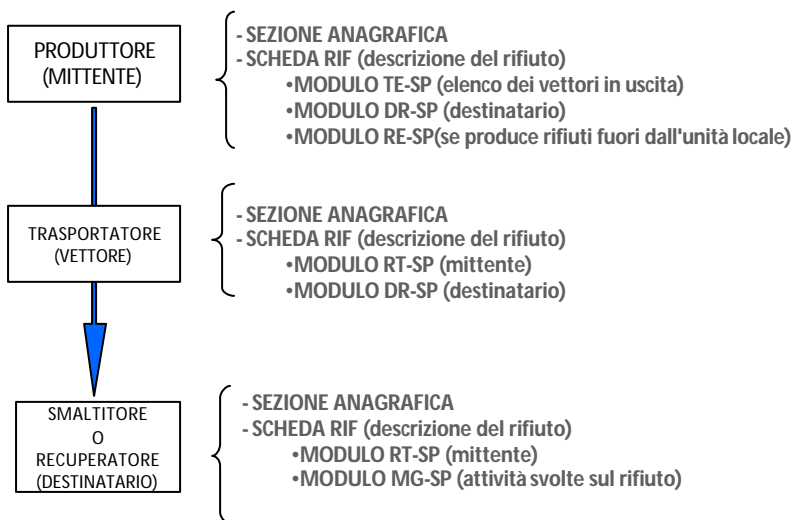 PRODUTTORE
(MITTENTE)
- SEZIONE ANAGRAFICA
- SCHEDA RIF (descrizione del rifiuto)
•MODULO TE-SP (elenco dei vettori in uscita)
•MODULO DR-SP (destinatario)
•MODULO RE-SP(se produce rifiuti fuori dall'unità locale)
TRASPORTATORE
(VETTORE)
- SEZIONE ANAGRAFICA
- SCHEDA RIF (descrizione del rifiuto)
•MODULO RT-SP (mittente)
•MODULO DR-SP (destinatario)
SMALTITORE
O
RECUPERATORE
(DESTINATARIO)
- SEZIONE ANAGRAFICA
- SCHEDA RIF (descrizione del rifiuto)
•MODULO RT-SP (mittente)
•MODULO MG-SP (attività svolte sul rifiuto)